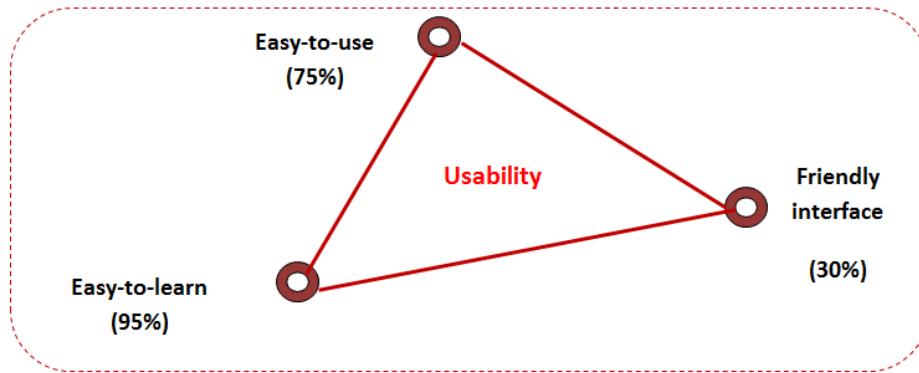 Easy-to-use
(75%)
Usability
Friendly
interface
(30%)
Easy-to-learn
(95%)